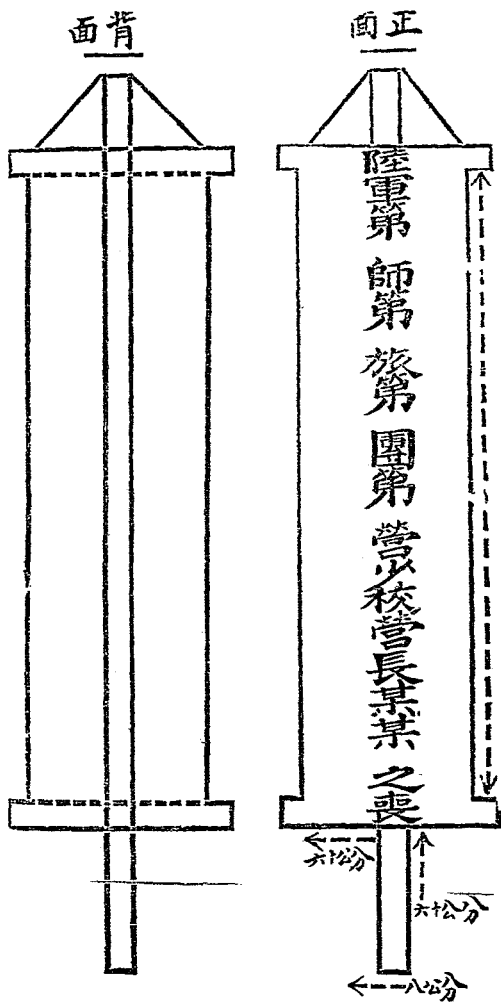 正面
背面
陸軍第 師第 旅第 團第 營少校營長某某 之喪
六十公分
六十公分
八公分